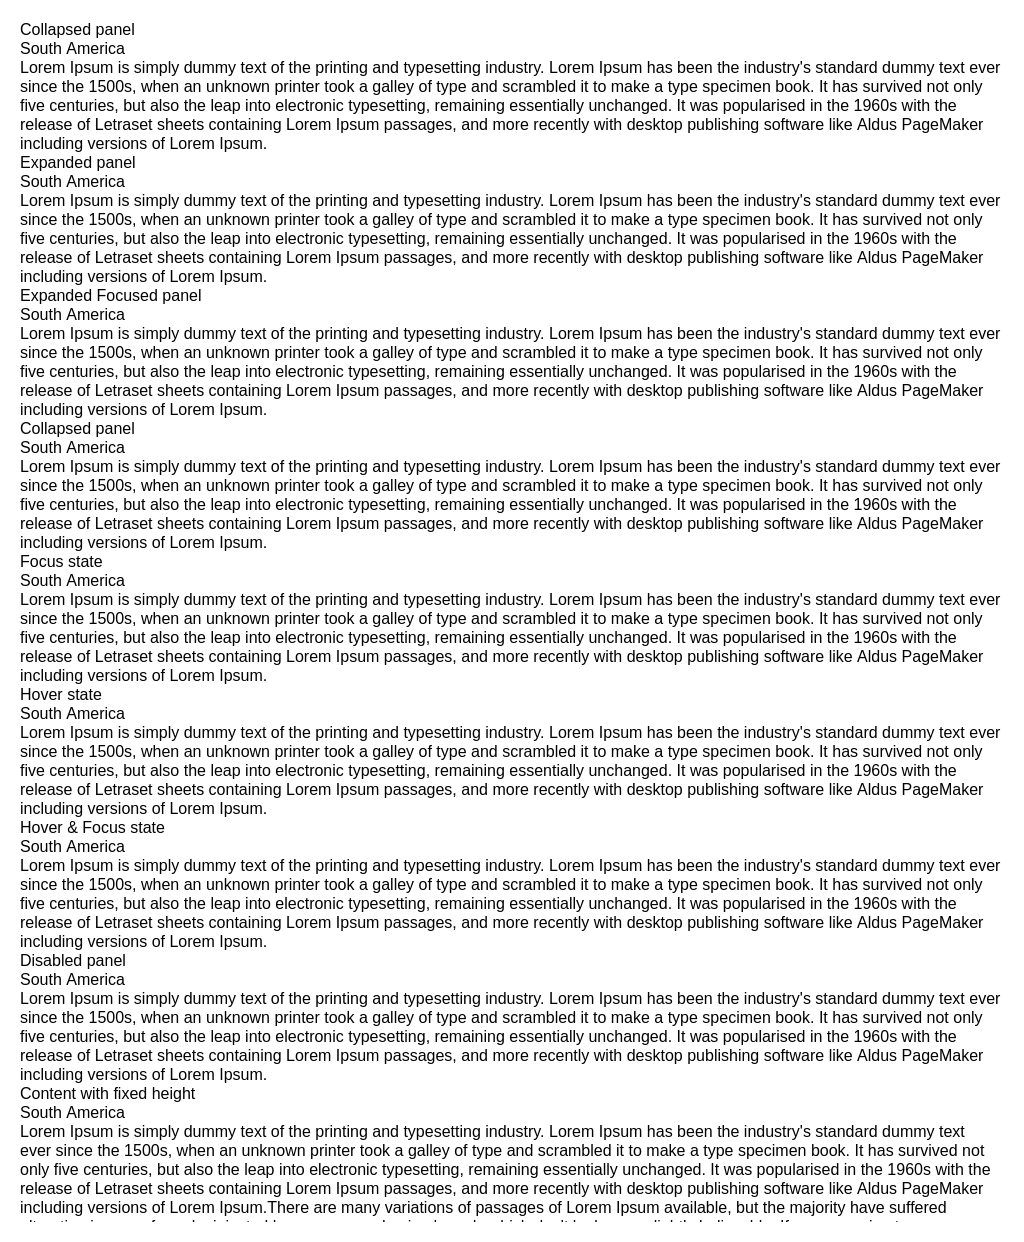 Collapsed panel
South America
Lorem Ipsum is simply dummy text of the printing and typesetting industry. Lorem Ipsum has been the industry's standard dummy text ever
since the 1500s, when an unknown printer took a galley of type and scrambled it to make a type specimen book. It has survived not only
five centuries, but also the leap into electronic typesetting, remaining essentially unchanged. It was popularised in the 1960s with the
release of Letraset sheets containing Lorem Ipsum passages, and more recently with desktop publishing software like Aldus PageMaker
including versions of Lorem Ipsum.
Expanded panel
South America
Lorem Ipsum is simply dummy text of the printing and typesetting industry. Lorem Ipsum has been the industry's standard dummy text ever
since the 1500s, when an unknown printer took a galley of type and scrambled it to make a type specimen book. It has survived not only
five centuries, but also the leap into electronic typesetting, remaining essentially unchanged. It was popularised in the 1960s with the
release of Letraset sheets containing Lorem Ipsum passages, and more recently with desktop publishing software like Aldus PageMaker
including versions of Lorem Ipsum.
Expanded Focused panel
South America
Lorem Ipsum is simply dummy text of the printing and typesetting industry. Lorem Ipsum has been the industry's standard dummy text ever
since the 1500s, when an unknown printer took a galley of type and scrambled it to make a type specimen book. It has survived not only
five centuries, but also the leap into electronic typesetting, remaining essentially unchanged. It was popularised in the 1960s with the
release of Letraset sheets containing Lorem Ipsum passages, and more recently with desktop publishing software like Aldus PageMaker
including versions of Lorem Ipsum.
Collapsed panel
South America
Lorem Ipsum is simply dummy text of the printing and typesetting industry. Lorem Ipsum has been the industry's standard dummy text ever
since the 1500s, when an unknown printer took a galley of type and scrambled it to make a type specimen book. It has survived not only
five centuries, but also the leap into electronic typesetting, remaining essentially unchanged. It was popularised in the 1960s with the
release of Letraset sheets containing Lorem Ipsum passages, and more recently with desktop publishing software like Aldus PageMaker
including versions of Lorem Ipsum.
Focus state
South America
Lorem Ipsum is simply dummy text of the printing and typesetting industry. Lorem Ipsum has been the industry's standard dummy text ever
since the 1500s, when an unknown printer took a galley of type and scrambled it to make a type specimen book. It has survived not only
five centuries, but also the leap into electronic typesetting, remaining essentially unchanged. It was popularised in the 1960s with the
release of Letraset sheets containing Lorem Ipsum passages, and more recently with desktop publishing software like Aldus PageMaker
including versions of Lorem Ipsum.
Hover state
South America
Lorem Ipsum is simply dummy text of the printing and typesetting industry. Lorem Ipsum has been the industry's standard dummy text ever
since the 1500s, when an unknown printer took a galley of type and scrambled it to make a type specimen book. It has survived not only
five centuries, but also the leap into electronic typesetting, remaining essentially unchanged. It was popularised in the 1960s with the
release of Letraset sheets containing Lorem Ipsum passages, and more recently with desktop publishing software like Aldus PageMaker
including versions of Lorem Ipsum.
Hover & Focus state
South America
Lorem Ipsum is simply dummy text of the printing and typesetting industry. Lorem Ipsum has been the industry's standard dummy text ever
since the 1500s, when an unknown printer took a galley of type and scrambled it to make a type specimen book. It has survived not only
five centuries, but also the leap into electronic typesetting, remaining essentially unchanged. It was popularised in the 1960s with the
release of Letraset sheets containing Lorem Ipsum passages, and more recently with desktop publishing software like Aldus PageMaker
including versions of Lorem Ipsum.
Disabled panel
South America
Lorem Ipsum is simply dummy text of the printing and typesetting industry. Lorem Ipsum has been the industry's standard dummy text ever
since the 1500s, when an unknown printer took a galley of type and scrambled it to make a type specimen book. It has survived not only
five centuries, but also the leap into electronic typesetting, remaining essentially unchanged. It was popularised in the 1960s with the
release of Letraset sheets containing Lorem Ipsum passages, and more recently with desktop publishing software like Aldus PageMaker
including versions of Lorem Ipsum.
Content with fixed height
South America
Lorem Ipsum is simply dummy text of the printing and typesetting industry. Lorem Ipsum has been the industry's standard dummy text
ever since the 1500s, when an unknown printer took a galley of type and scrambled it to make a type specimen book. It has survived not
only five centuries, but also the leap into electronic typesetting, remaining essentially unchanged. It was popularised in the 1960s with the
release of Letraset sheets containing Lorem Ipsum passages, and more recently with desktop publishing software like Aldus PageMaker
including versions of Lorem Ipsum.There are many variations of passages of Lorem Ipsum available, but the majority have suffered